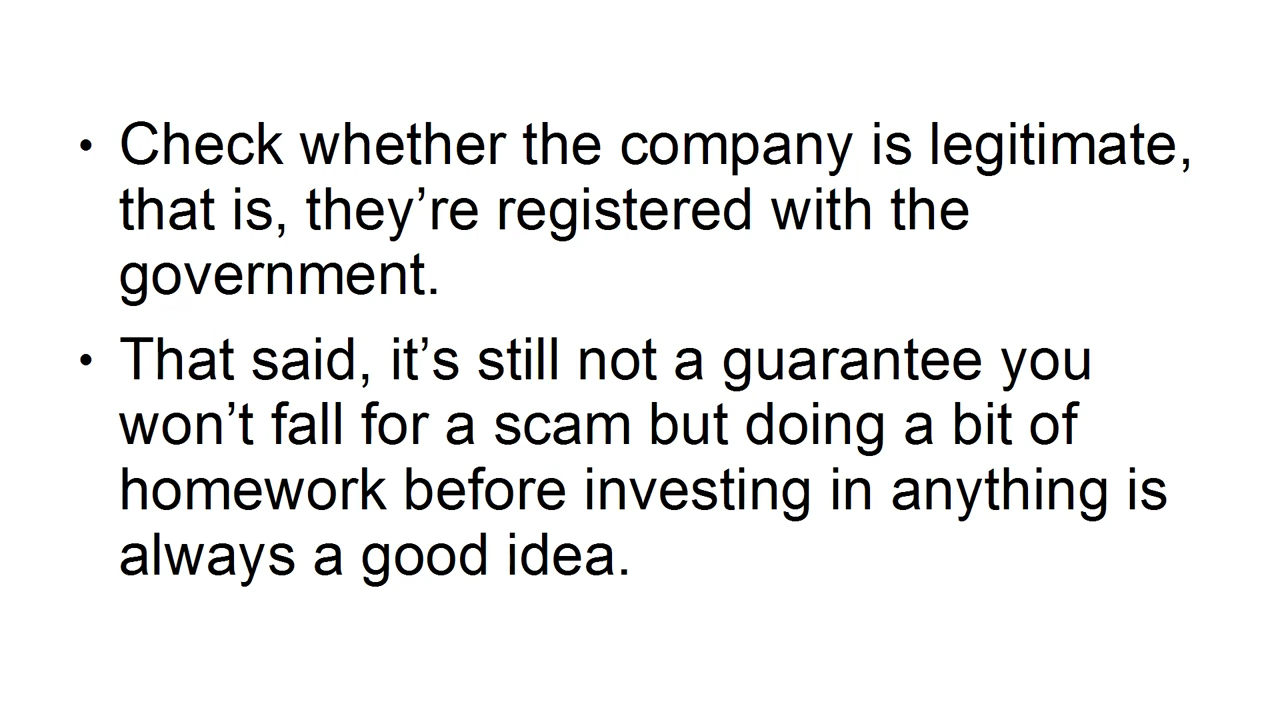 • Check whether the company is legitimate,
that is, they’re registered with the
government.
• That said, it’s still not a guarantee you
won’t fall for a scam but doing a bit of
homework before investing in anything is
always a good idea.